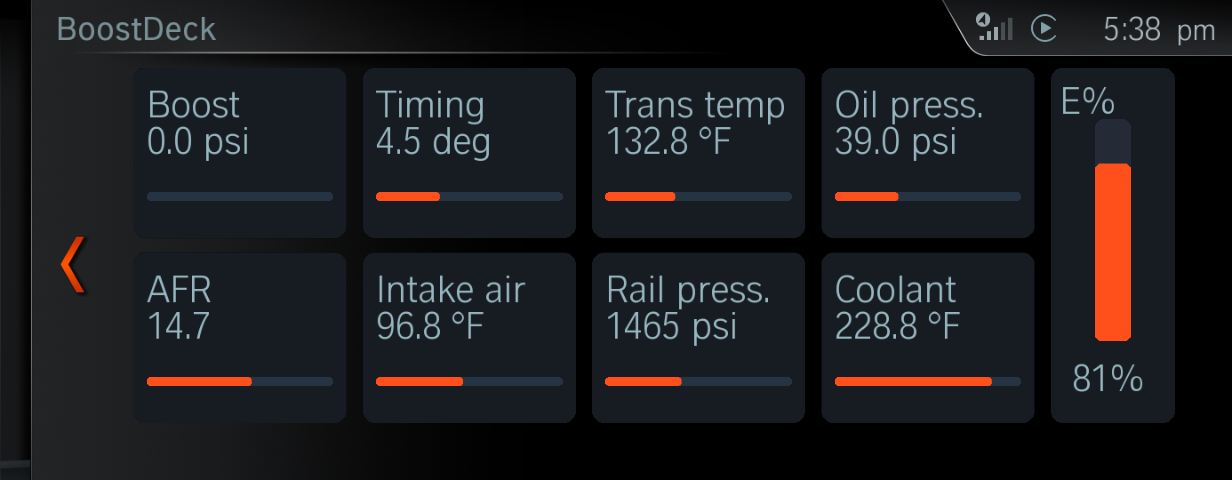 BoostDeck
5:38 pm
Boost
0.0 psi
Timing
4.5 deg
Trans temp
132.8 °F
Oil press.
39.0 psi
E%
81%
AFR
14.7
Intake air
96.8 °F
Rail press.
1465 psi
Coolant
228.8 °F